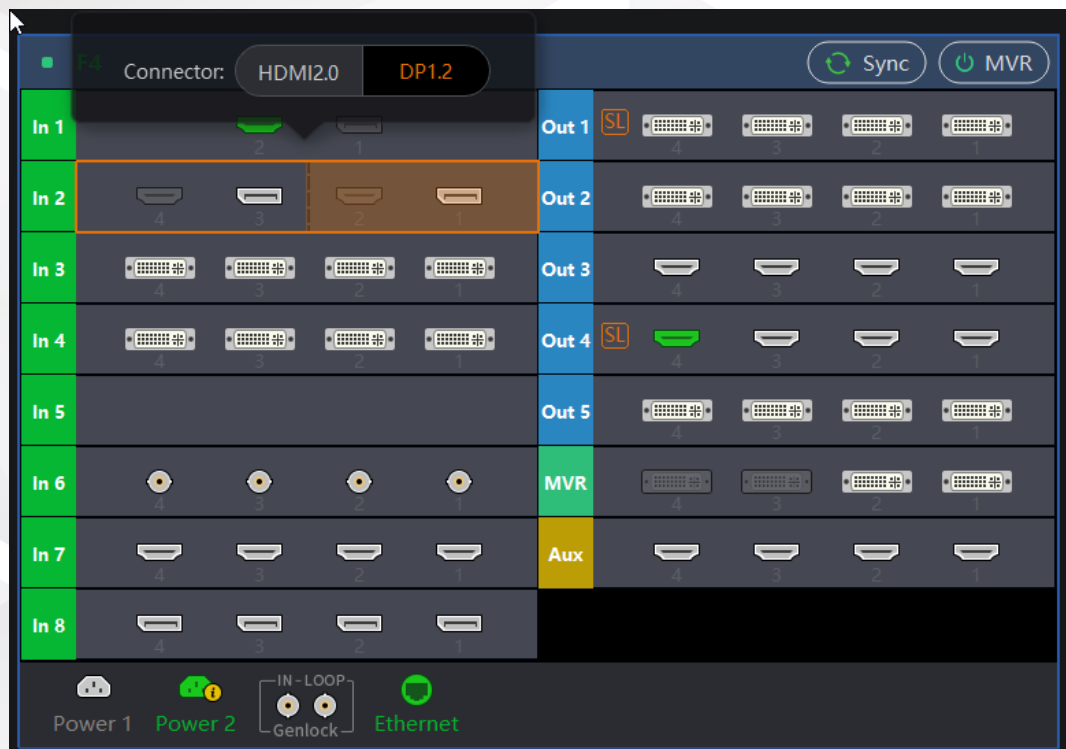 Connector: HDMI2.0 DP1.2
F4 Sync MVR
In 1 2 1 Out 1 SL 4 3 2 1
In 2 4 3 2 1 Out 2 4 3 2 1
In 3 4 3 2 1 Out 3 4 3 2 1
In 4 4 3 2 1 Out 4 SL 4 3 2 1
In 5 Out 5 4 3 2 1
In 6 4 3 2 1 MVR 4 3 2 1
In 7 4 3 2 1 Aux 4 3 2 1
In 8 4 3 2 1
IN-LOOP
Power 1 Power 2 Genlock Ethernet